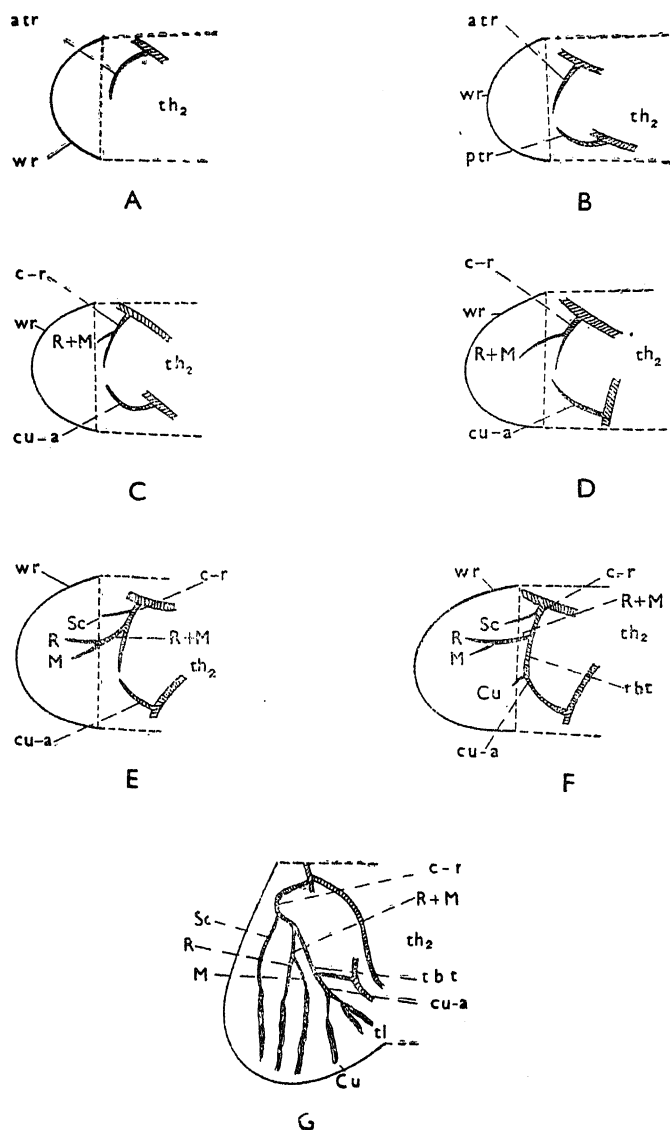 atr
th2
wr
A
atr
wr
th2
ptr
B
c-r
wr
R+M
th2
cu-a
C
c-r
wr
R+M
th2
cu-a
D
wr
c-r
Sc
R
R+M
M
th2
cu-a
E
wr
c-r
R+M
Sc
R
th2
M
Cu
rbt
cu-a
F
c-r
R+M
Sc
th2
R
M
tbt
cu-a
tl
Cu
G